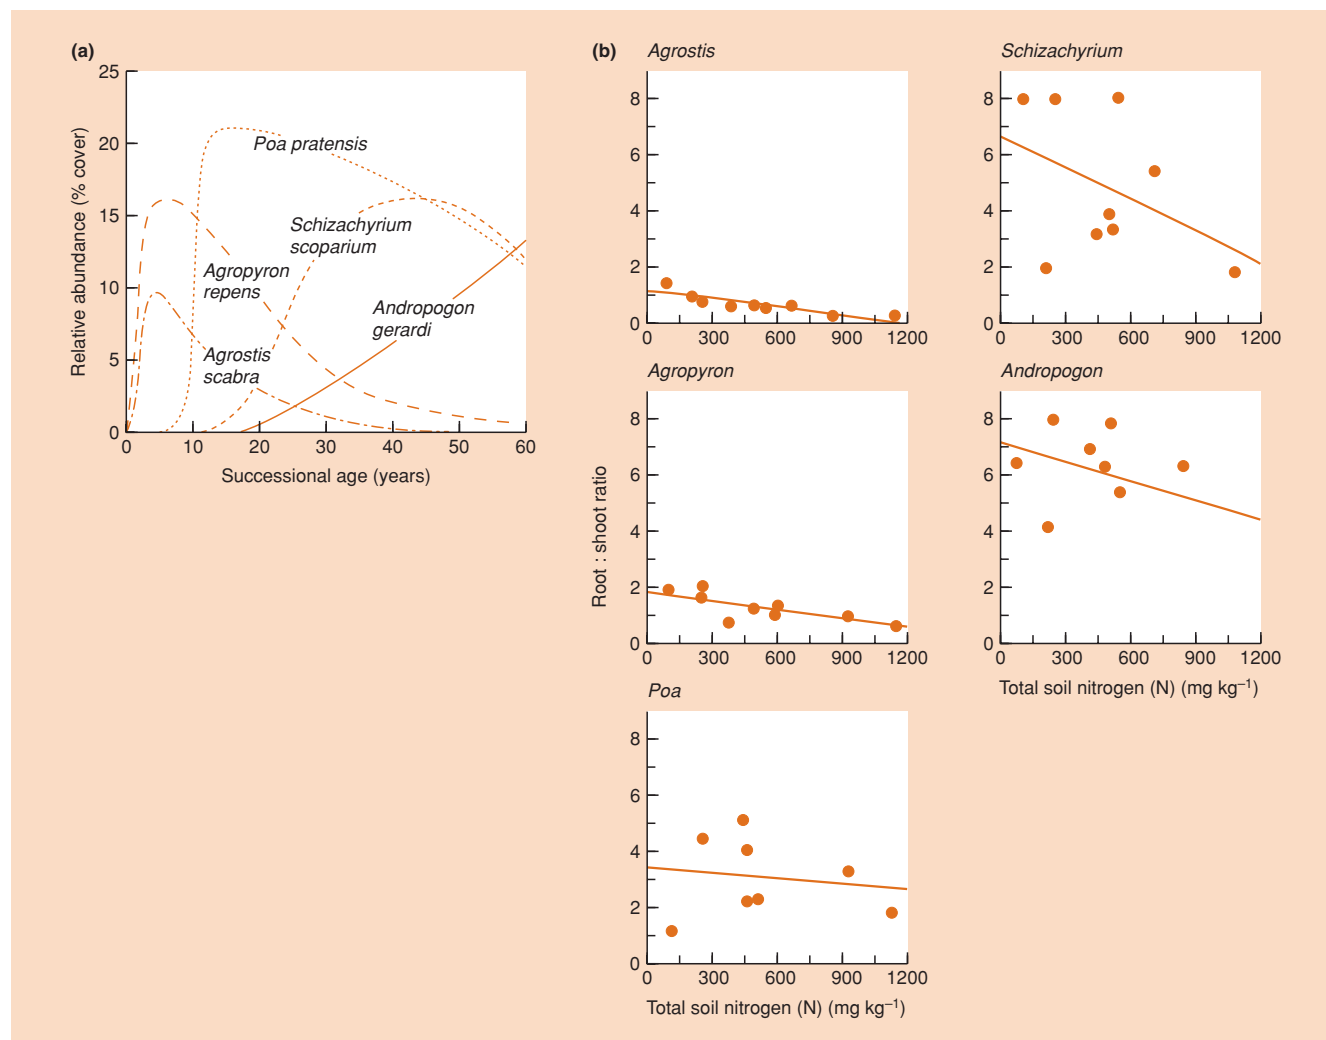 (a)
25
20
15
10
5
0
Relative abundance (% cover)
Poa pratensis
Schizachyrium
scoparium
Agropyron
repens
Andropogon
gerardi
Agrostis
scabra
0 10 20 30 40 50 60
Successional age (years)
(b)
Agrostis
8
6
4
2
0
0 300 600 900 1200
Schizachyrium
8
6
4
2
0
0 300 600 900 1200
Root : shoot ratio
Agropyron
8
6
4
2
0
0 300 600 900 1200
Andropogon
8
6
4
2
0
0 300 600 900 1200
Total soil nitrogen (N) (mg kg–1)
Poa
8
6
4
2
0
0 300 600 900 1200
Total soil nitrogen (N) (mg kg–1)